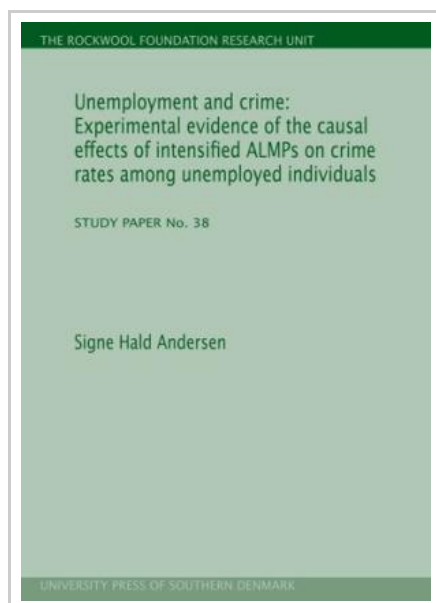 THE ROCKWOOL FOUNDATION RESEARCH UNIT
Unemployment and crime:
Experimental evidence of the causal
effects of intensified ALMPs on crime
rates among unemployed individuals
STUDY PAPER No. 38
Signe Hald Andersen
UNIVERSITY PRESS OF SOUTHERN DENMARK